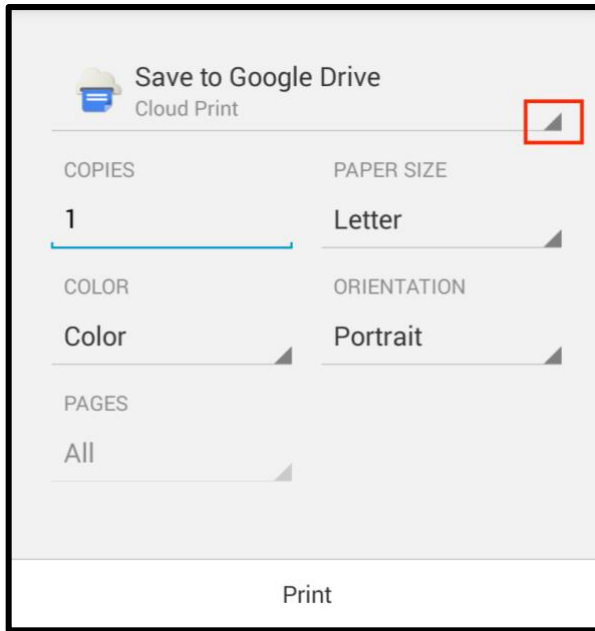 Save to Google Drive
Cloud Print
COPIES
PAPER SIZE
1
Letter
COLOR
ORIENTATION
Color
Portrait
PAGES
All
Print